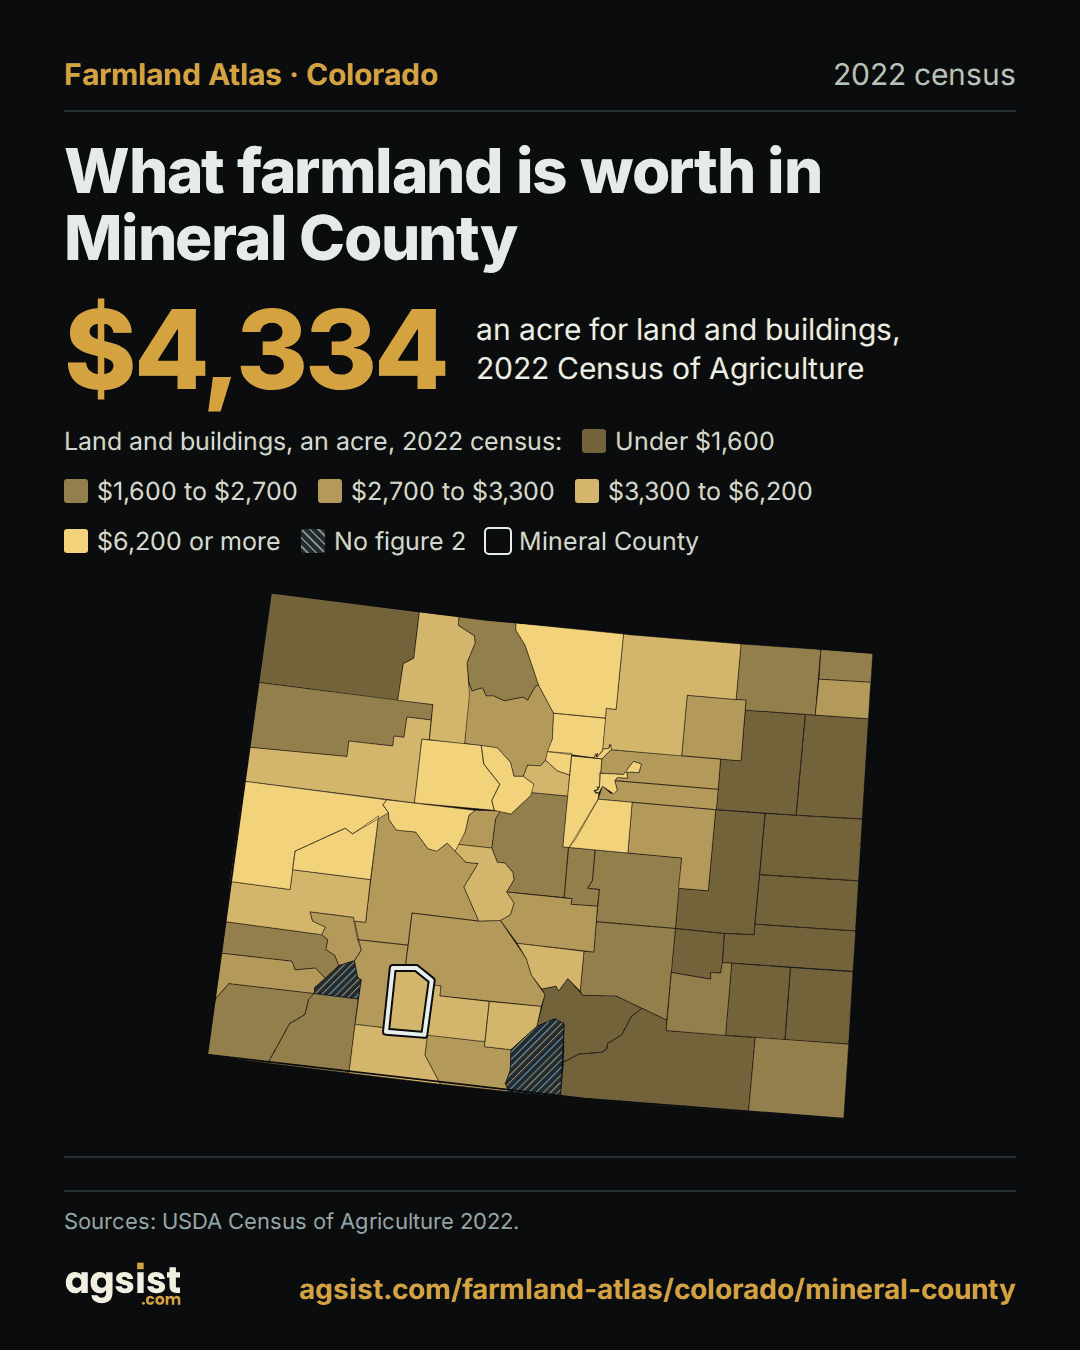 Farmland Atlas · Colorado
2022 census
What farmland is worth in
Mineral County
$4,334
an acre for land and buildings,
2022 Census of Agriculture
Land and buildings, an acre, 2022 census: Under $1,600
$1,600 to $2,700 $2,700 to $3,300 $3,300 to $6,200
$6,200 or more No figure 2 Mineral County
Sources: USDA Census of Agriculture 2022.
agsist
.com
agsist.com/farmland-atlas/colorado/mineral-county